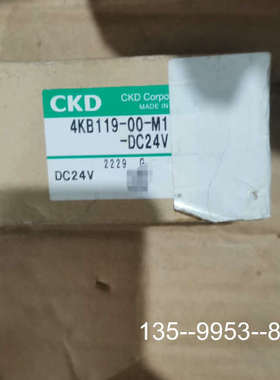 CKD
CKD Corpo
MADE IN
4KB119-00-M1
-DC24V
2229 G
DC24V
135--9953--8